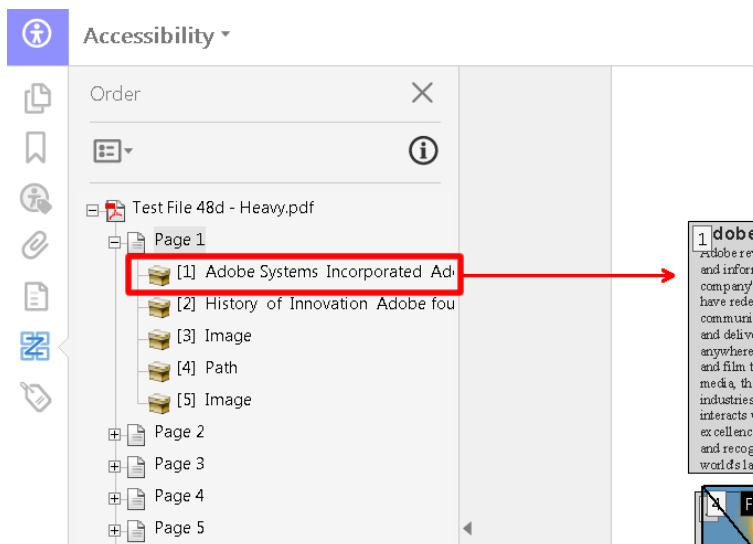 Accessibility
Order
Test File 48d - Heavy.pdf
Page 1
[1] Adobe Systems Incorporated Ad
[2] History of Innovation Adobe fou
[3] Image
[4] Path
[5] Image
Page 2
Page 3
Page 4
Page 5
1 dobe
Adobe re
and infor
company'
have rede
communi
and delive
anywhere
and film t
media, th
industries
interacts
excellenc
and recog
world's la
4 F